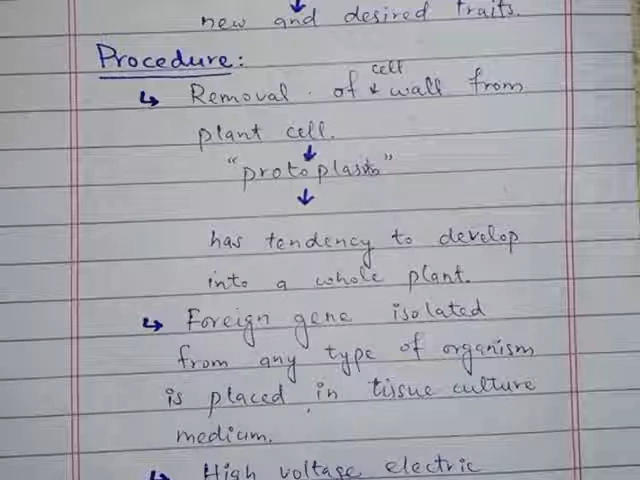 new and desired traits.
Procedure:
↳ Removal of cell wall from
plant cell.
↓
"protoplasts"
↓
has tendency to develop
into a whole plant.
↳ Foreign gene isolated
from any type of organism
is placed in tissue culture
medium.
↳ High voltage electric